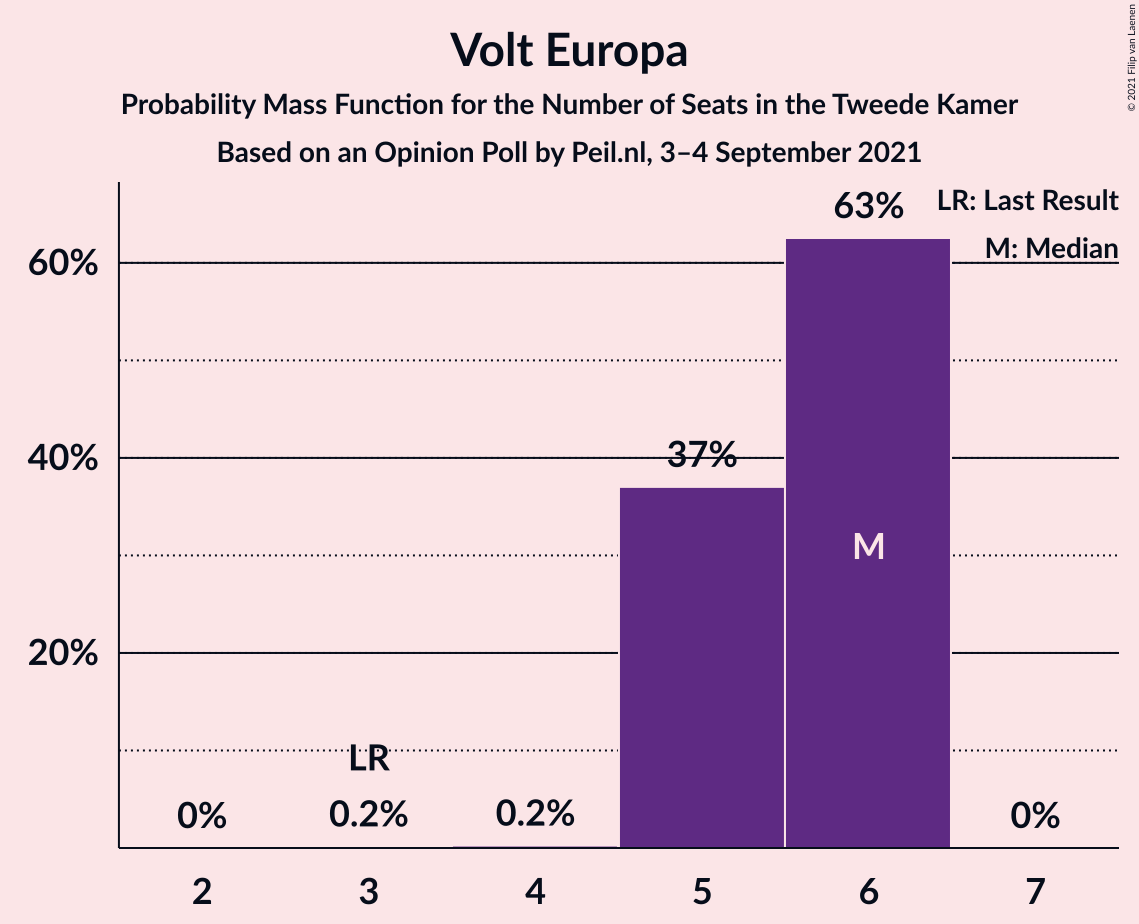 Volt Europa
Probability Mass Function for the Number of Seats in the Tweede Kamer
Based on an Opinion Poll by Peil.nl, 3–4 September 2021
© 2021 Filip van Laenen
LR: Last Result
M: Median
63%
60%
37%
40%
M
20%
LR
0%
0.2%
0.2%
0%
2
3
4
5
6
7